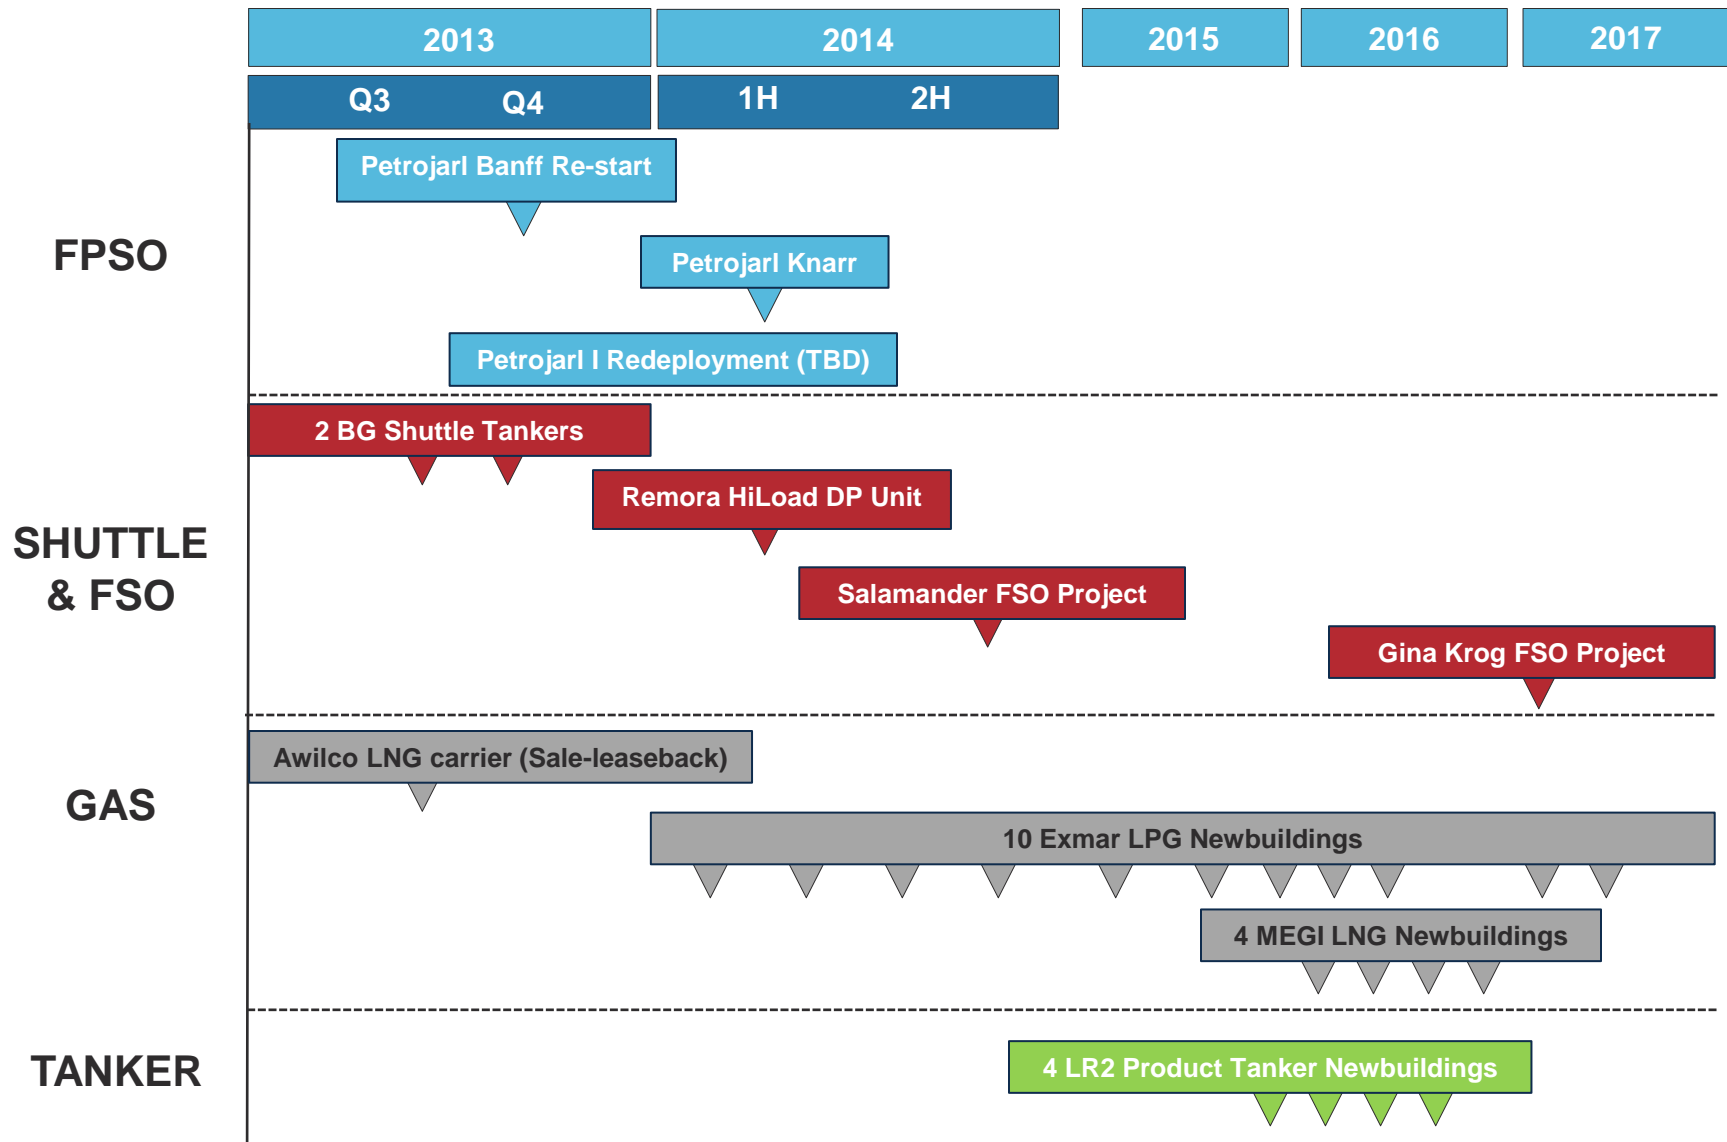 2013 2014 2015 2016 2017
Q3 Q4 1H 2H
FPSO
Petrojarl Banff Re-start
Petrojarl Knarr
Petrojarl I Redeployment (TBD)
SHUTTLE
& FSO
2 BG Shuttle Tankers
Remora HiLoad DP Unit
Salamander FSO Project
Gina Krog FSO Project
GAS
Awilco LNG carrier (Sale-leaseback)
10 Exmar LPG Newbuildings
4 MEGI LNG Newbuildings
TANKER
4 LR2 Product Tanker Newbuildings